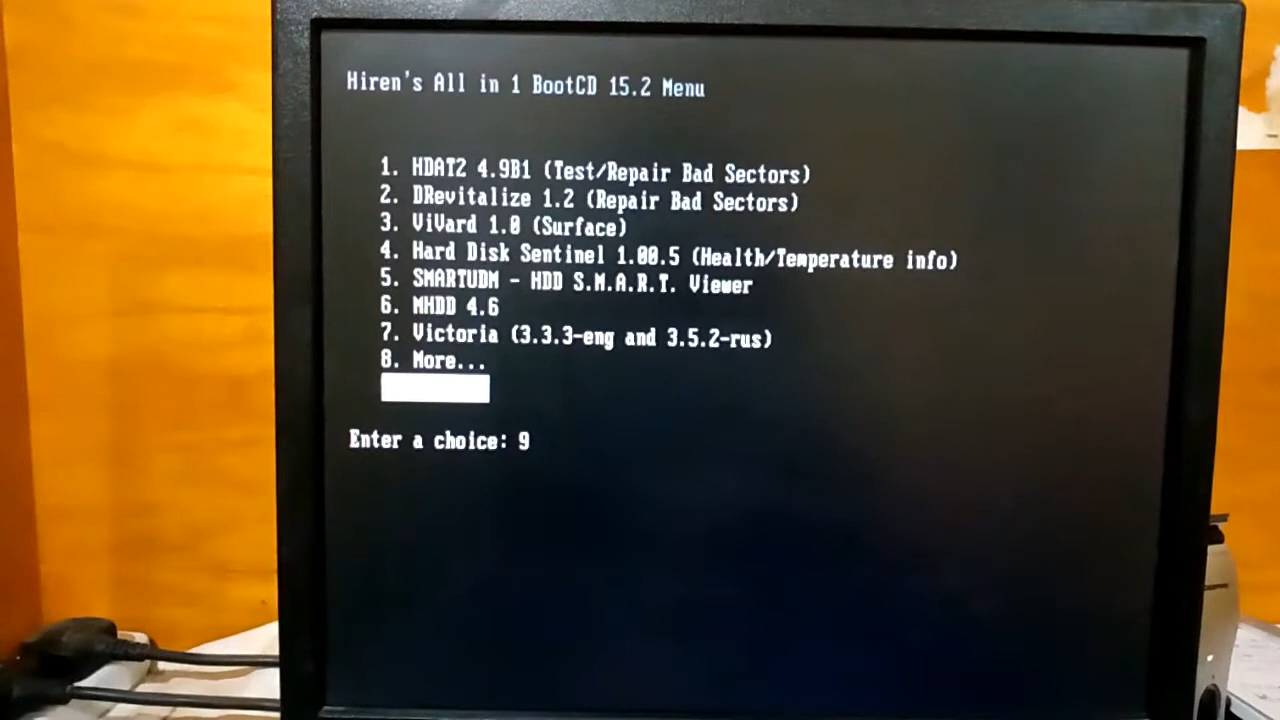 Hiren's All in 1 BootCD 15.2 Menu
1. HDAT2 4.9B1 (Test/Repair Bad Sectors)
2. DRevitalize 1.2 (Repair Bad Sectors)
3. ViVard 1.0 (Surface)
4. Hard Disk Sentinel 1.00.5 (Health/Temperature info)
5. SMARTUDM - HDD S.M.A.R.T. Viewer
6. MHDD 4.6
7. Victoria (3.3.3-eng and 3.5.2-rus)
8. More...
Enter a choice: 9